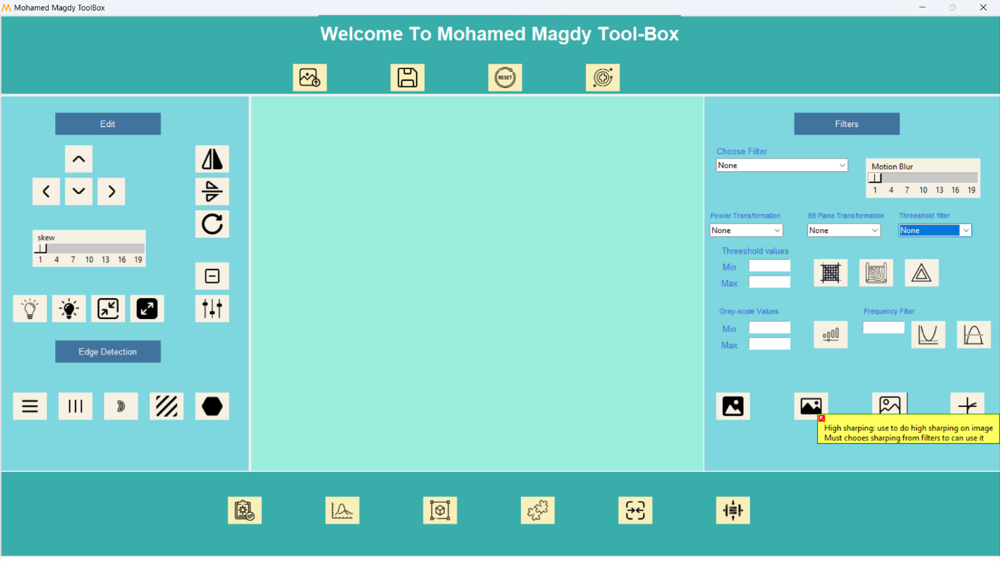 Mohamed Magdy ToolBox
Welcome To Mohamed Magdy Tool-Box
RESET
Edit
skew
1 4 7 10 13 16 19
Edge Detection
Filters
Choose Filter
None
Motion Blur
1 4 7 10 13 16 19
Power Transformation
Bit Plane Transformation
Threeshold filter
None
None
None
Threeshold values
Min
Max
Gray-scale Values
Min
Max
Frequency Filter
High sharping: use to do high sharping on image
Must chooes sharping from filters to can use it